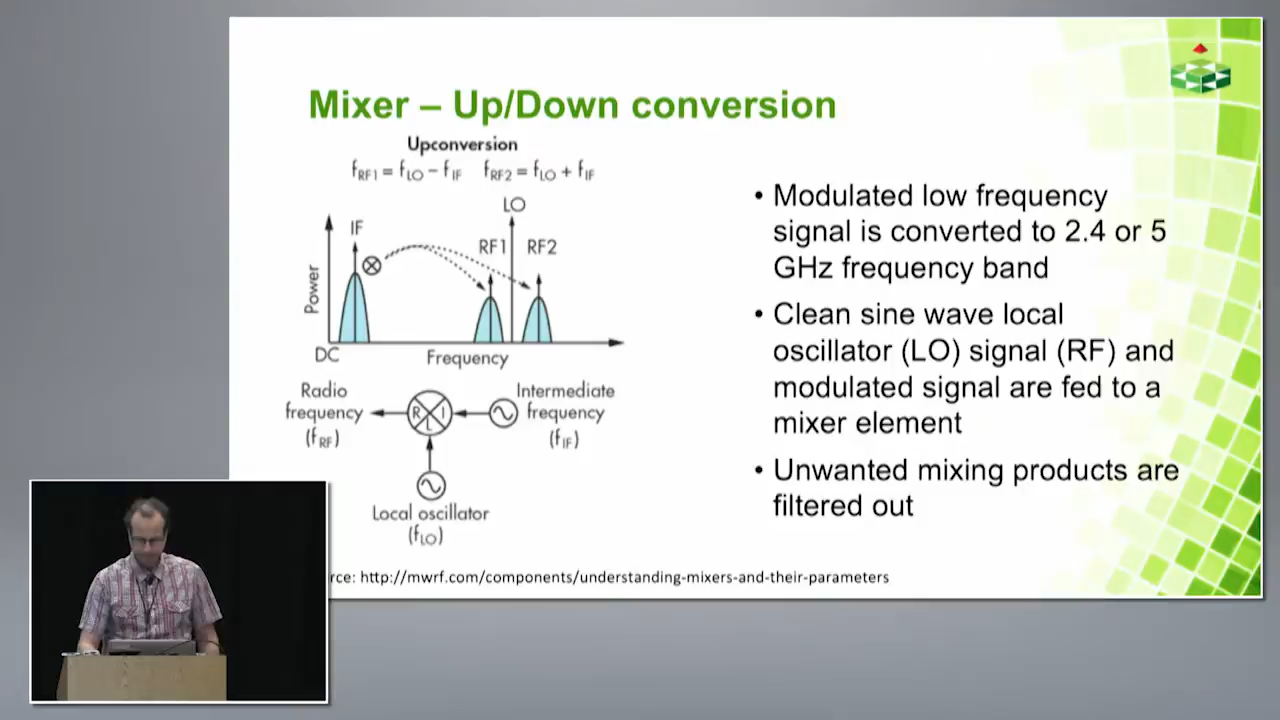 Mixer – Up/Down conversion
Upconversion
fRF1 = fLO − fIF fRF2 = fLO + fIF
LO
IF
RF1 RF2
Power
DC Frequency
Radio
frequency
(fRF)
R I
L
Intermediate
frequency
(fIF)
Local oscillator
(fLO)
• Modulated low frequency
signal is converted to 2.4 or 5
GHz frequency band
• Clean sine wave local
oscillator (LO) signal (RF) and
modulated signal are fed to a
mixer element
• Unwanted mixing products are
filtered out
rce: http://mwrf.com/components/understanding-mixers-and-their-parameters